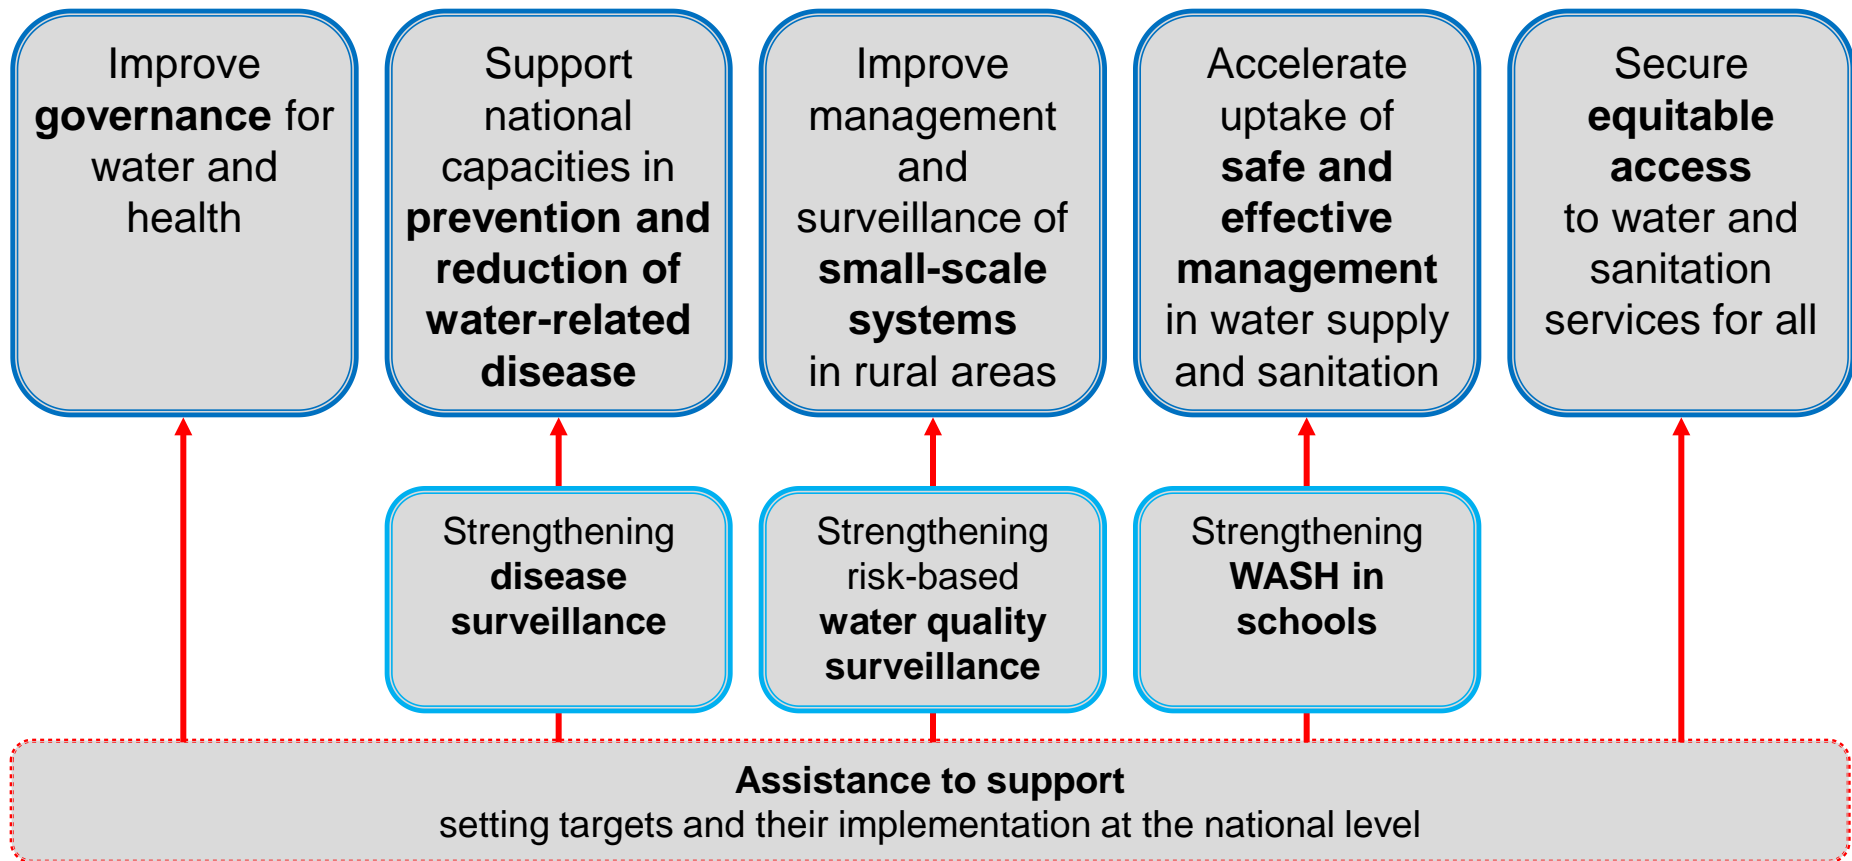 Improve
governance for
water and
health
Support
national
capacities in
prevention and
reduction of
water-related
disease
Improve
management
and
surveillance of
small-scale
systems
in rural areas
Accelerate
uptake of
safe and
effective
management
in water supply
and sanitation
Secure
equitable
access
to water and
sanitation
services for all
Strengthening
disease
surveillance
Strengthening
risk-based
water quality
surveillance
Strengthening
WASH in
schools
Assistance to support
setting targets and their implementation at the national level